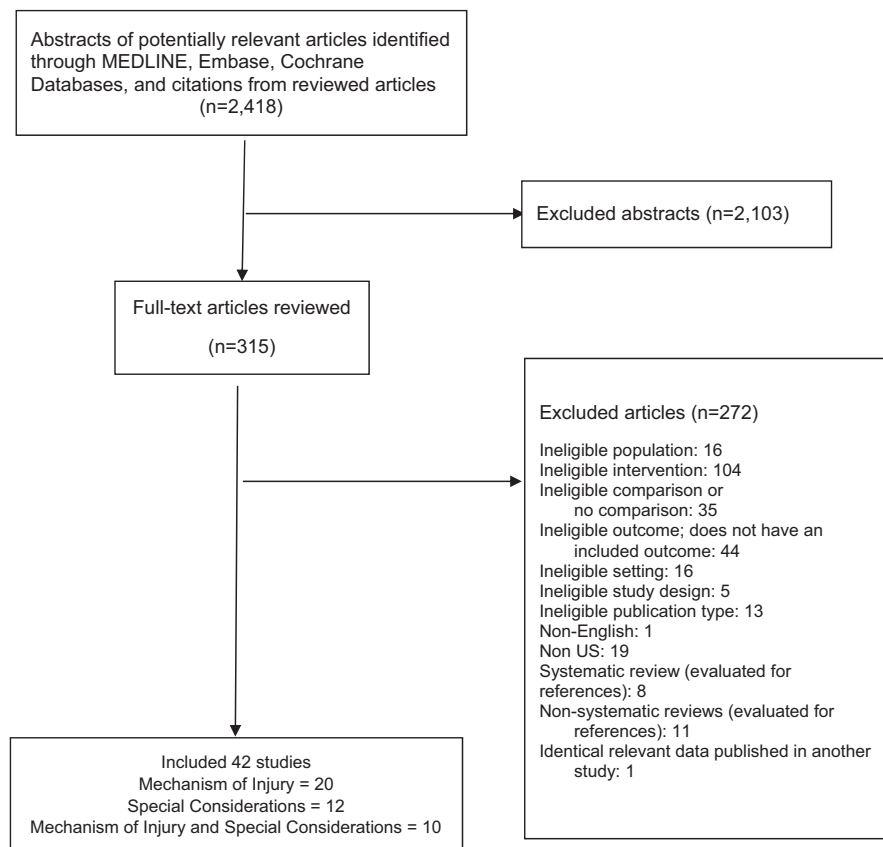 Abstracts of potentially relevant articles identified
through MEDLINE, Embase, Cochrane
Databases, and citations from reviewed articles
(n=2,418)
Excluded abstracts (n=2,103)
Full-text articles reviewed
(n=315)
Excluded articles (n=272)
Ineligible population: 16
Ineligible intervention: 104
Ineligible comparison or
no comparison: 35
Ineligible outcome; does not have an
included outcome: 44
Ineligible setting: 16
Ineligible study design: 5
Ineligible publication type: 13
Non-English: 1
Non US: 19
Systematic review (evaluated for
references): 8
Non-systematic reviews (evaluated for
references): 11
Identical relevant data published in another
study: 1
Included 42 studies
Mechanism of Injury = 20
Special Considerations = 12
Mechanism of Injury and Special Considerations = 10